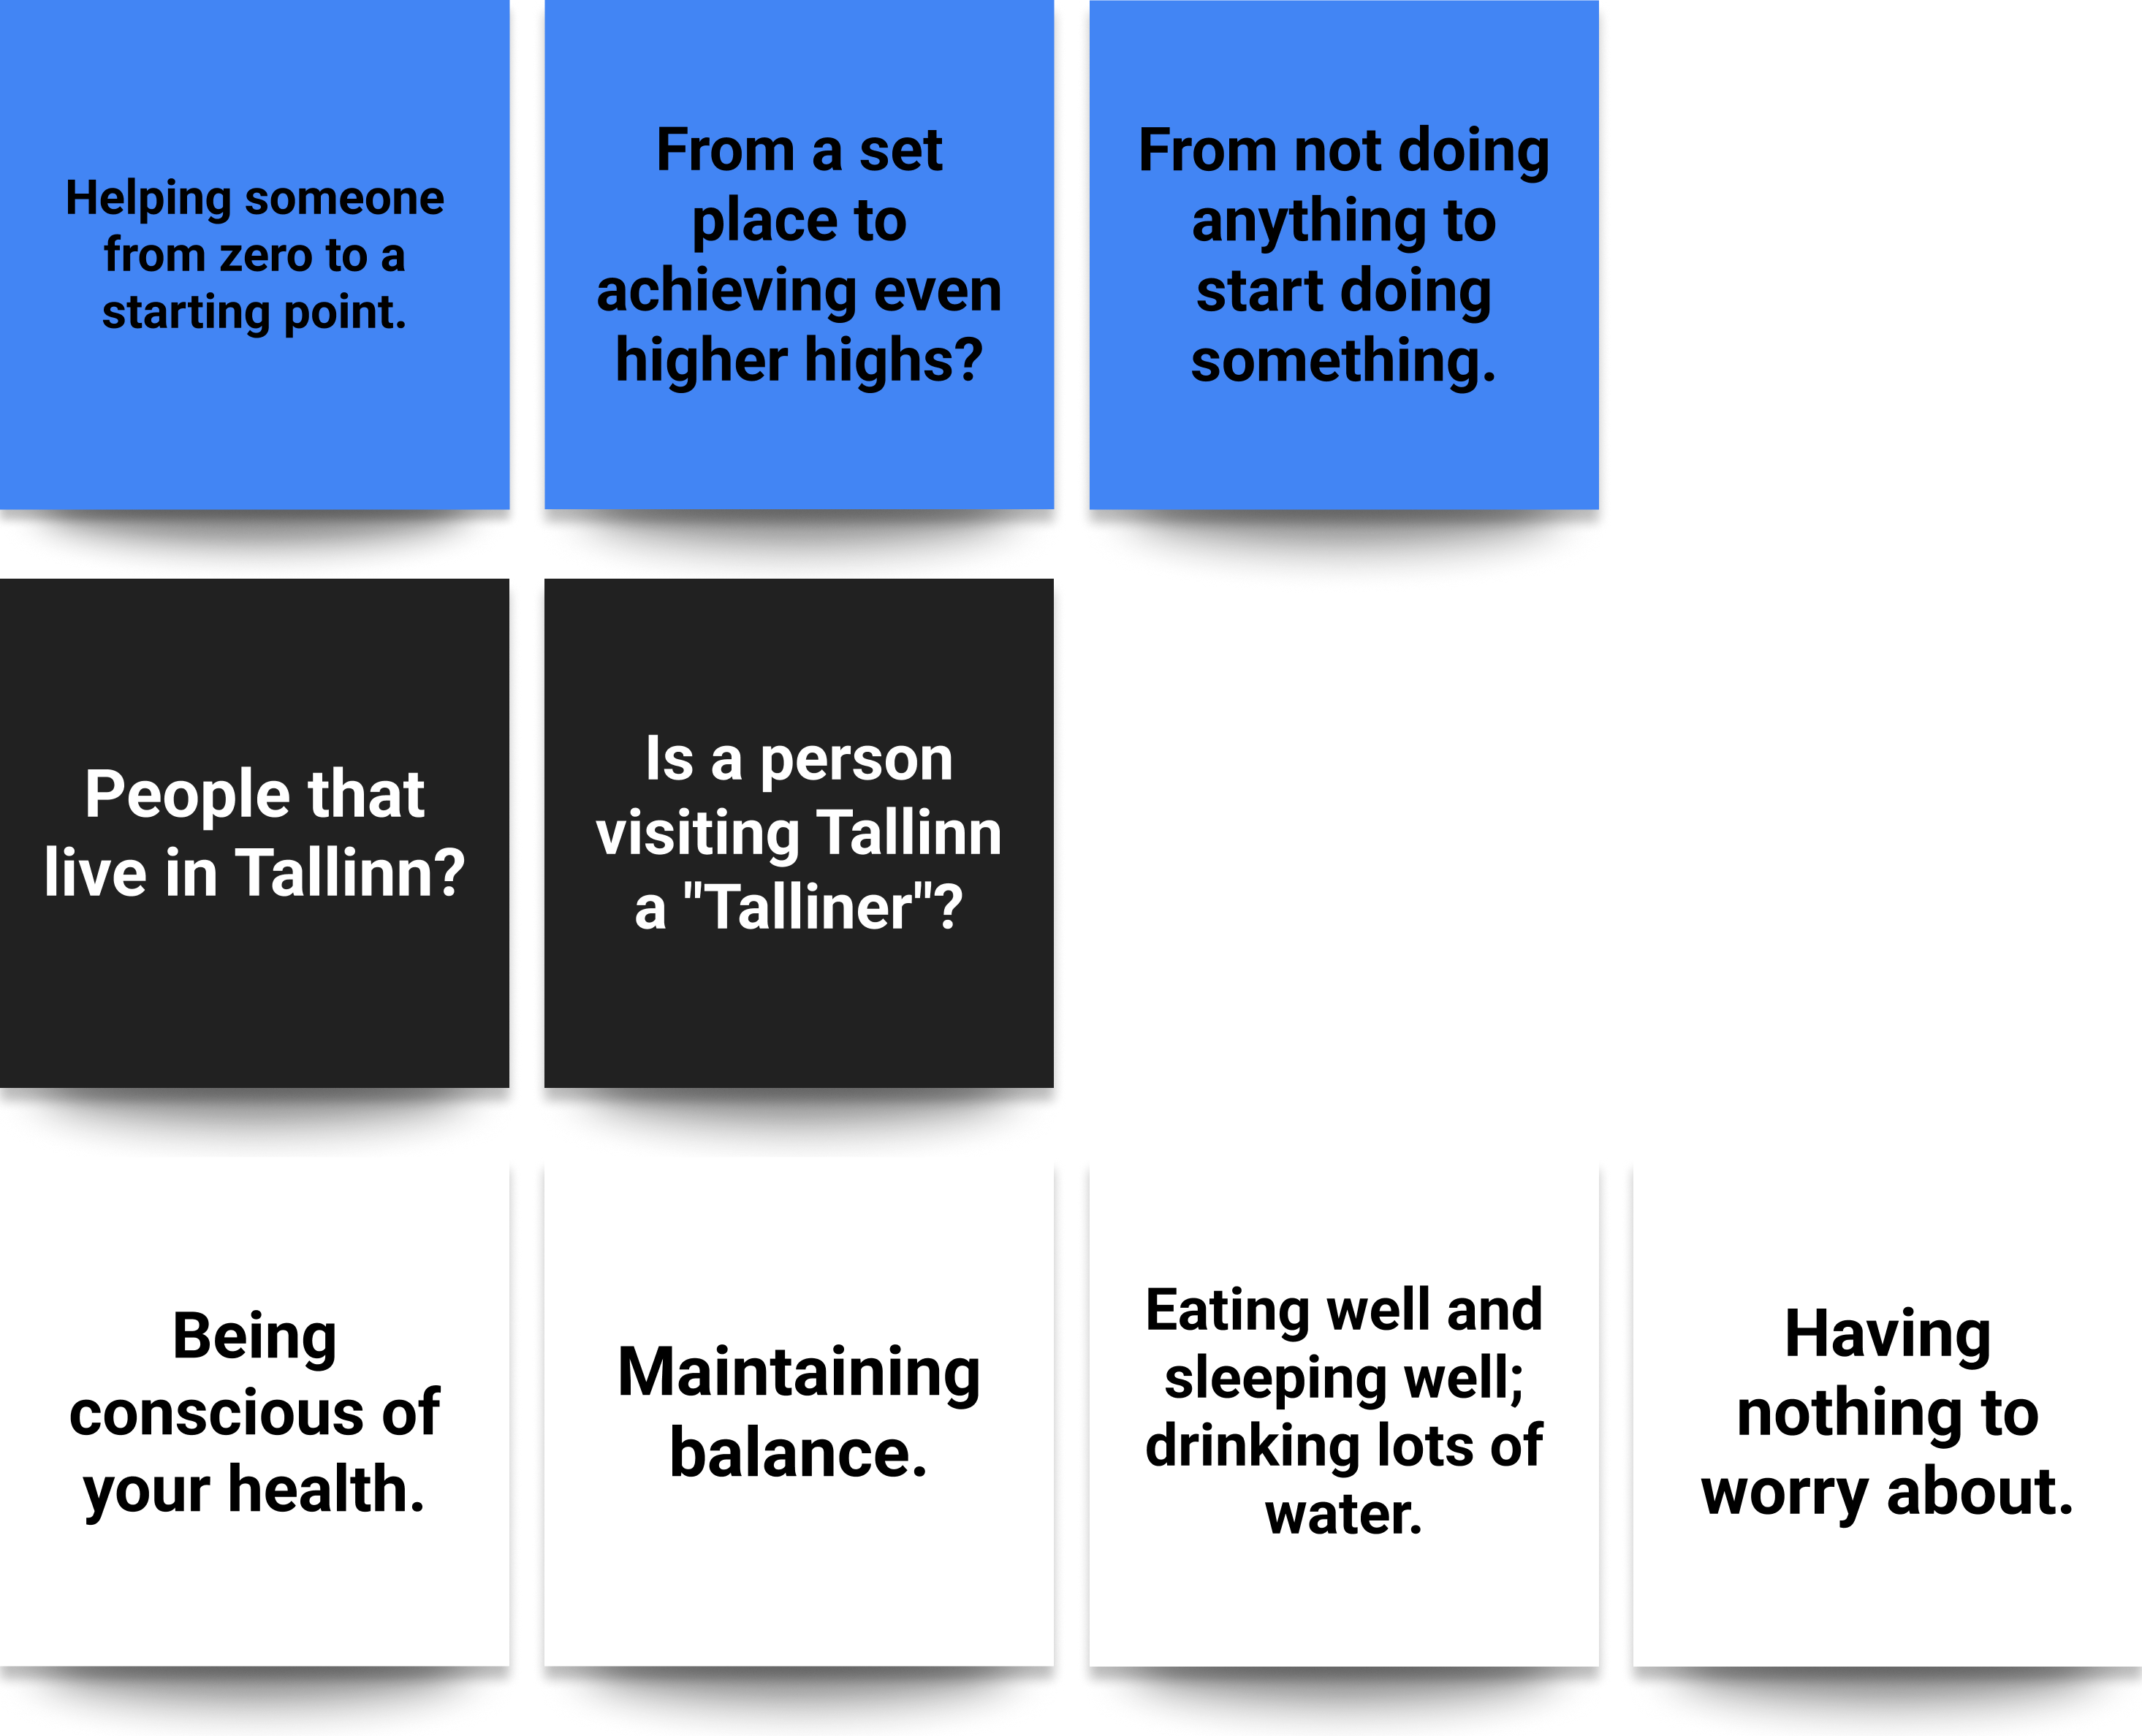 Helping someone
from zero to a
starting point.
From a set
place to
achieving even
higher highs?
From not doing
anything to
start doing
something.
People that
live in Tallinn?
Is a person
visiting Tallinn
a "Talliner"?
Being
conscious of
your health.
Maintaining
balance.
Eating well and
sleeping well;
drinking lots of
water.
Having
nothing to
worry about.